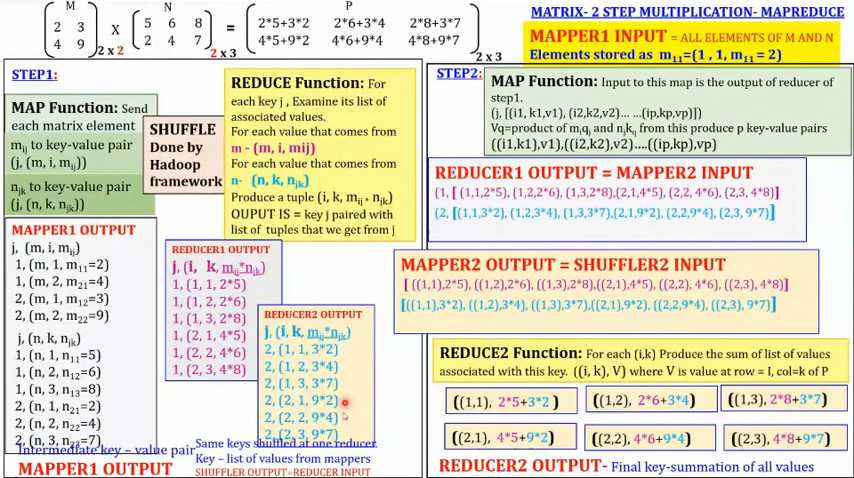 M N P
2 3 X 5 6 8 = 2*5+3*2 2*6+3*4 2*8+3*7
4 9 2 4 7 4*5+9*2 4*6+9*4 4*8+9*7
2 x 2 2 x 3 2 x 3
MATRIX- 2 STEP MULTIPLICATION- MAPREDUCE
MAPPER1 INPUT = ALL ELEMENTS OF M AND N
Elements stored as m11=(1 , 1, m11 = 2)
STEP1:
MAP Function: Send
each matrix element
mij to key-value pair
(j, (m, i, mij))
njk to key-value pair
(j, (n, k, njk))
SHUFFLE
Done by
Hadoop
framework
REDUCE Function: For
each key j , Examine its list of
associated values.
For each value that comes from
m - (m, i, mij)
For each value that comes from
n- (n, k, njk)
Produce a tuple (i, k, mij * njk)
OUPUT IS = key j paired with
list of tuples that we get from j
MAPPER1 OUTPUT
j, (m, i, mij)
1, (m, 1, m11=2)
1, (m, 2, m21=4)
2, (m, 1, m12=3)
2, (m, 2, m22=9)
j, (n, k, njk)
1, (n, 1, n11=5)
1, (n, 2, n12=6)
1, (n, 3, n13=8)
2, (n, 1, n21=2)
2, (n, 2, n22=4)
2, (n, 3, n23=7)
Intermediate key – value pair
MAPPER1 OUTPUT
REDUCER1 OUTPUT
j, (i, k, mij*njk)
1, (1, 1, 2*5)
1, (1, 2, 2*6)
1, (1, 3, 2*8)
1, (2, 1, 4*5)
1, (2, 2, 4*6)
1, (2, 3, 4*8)
REDUCER2 OUTPUT
j, (i, k, mij*njk)
2, (1, 1, 3*2)
2, (1, 2, 3*4)
2, (1, 3, 3*7)
2, (2, 1, 9*2)
2, (2, 2, 9*4)
2, (2, 3, 9*7)
Same keys shuffled at one reducer.
Key – list of values from mappers
SHUFFLER OUTPUT=REDUCER INPUT
STEP2:
MAP Function: Input to this map is the output of reducer of
step1.
(j, [(i1, k1,v1), (i2,k2,v2)... ...(ip,kp,vp)])
Vq=product of miqj and njkq from this produce p key-value pairs
((i1,k1),v1),((i2,k2),v2)....((ip,kp),vp)
REDUCER1 OUTPUT = MAPPER2 INPUT
(1, [ (1,1,2*5), (1,2,2*6), (1,3,2*8),(2,1,4*5), (2,2, 4*6), (2,3, 4*8)]
(2, [(1,1,3*2), (1,2,3*4), (1,3,3*7),(2,1,9*2), (2,2,9*4), (2,3, 9*7)]
MAPPER2 OUTPUT = SHUFFLER2 INPUT
[ ((1,1),2*5), ((1,2),2*6), ((1,3),2*8),((2,1),4*5), ((2,2), 4*6), ((2,3), 4*8)]
[((1,1),3*2), ((1,2),3*4), ((1,3),3*7),((2,1),9*2), ((2,2,9*4), ((2,3), 9*7)]
REDUCE2 Function: For each (i,k) Produce the sum of list of values
associated with this key. ((i, k), V) where V is value at row = I, col=k of P
((1,1), 2*5+3*2 ) ((1,2), 2*6+3*4) ((1,3), 2*8+3*7)
((2,1), 4*5+9*2) ((2,2), 4*6+9*4) ((2,3), 4*8+9*7)
REDUCER2 OUTPUT- Final key-summation of all values